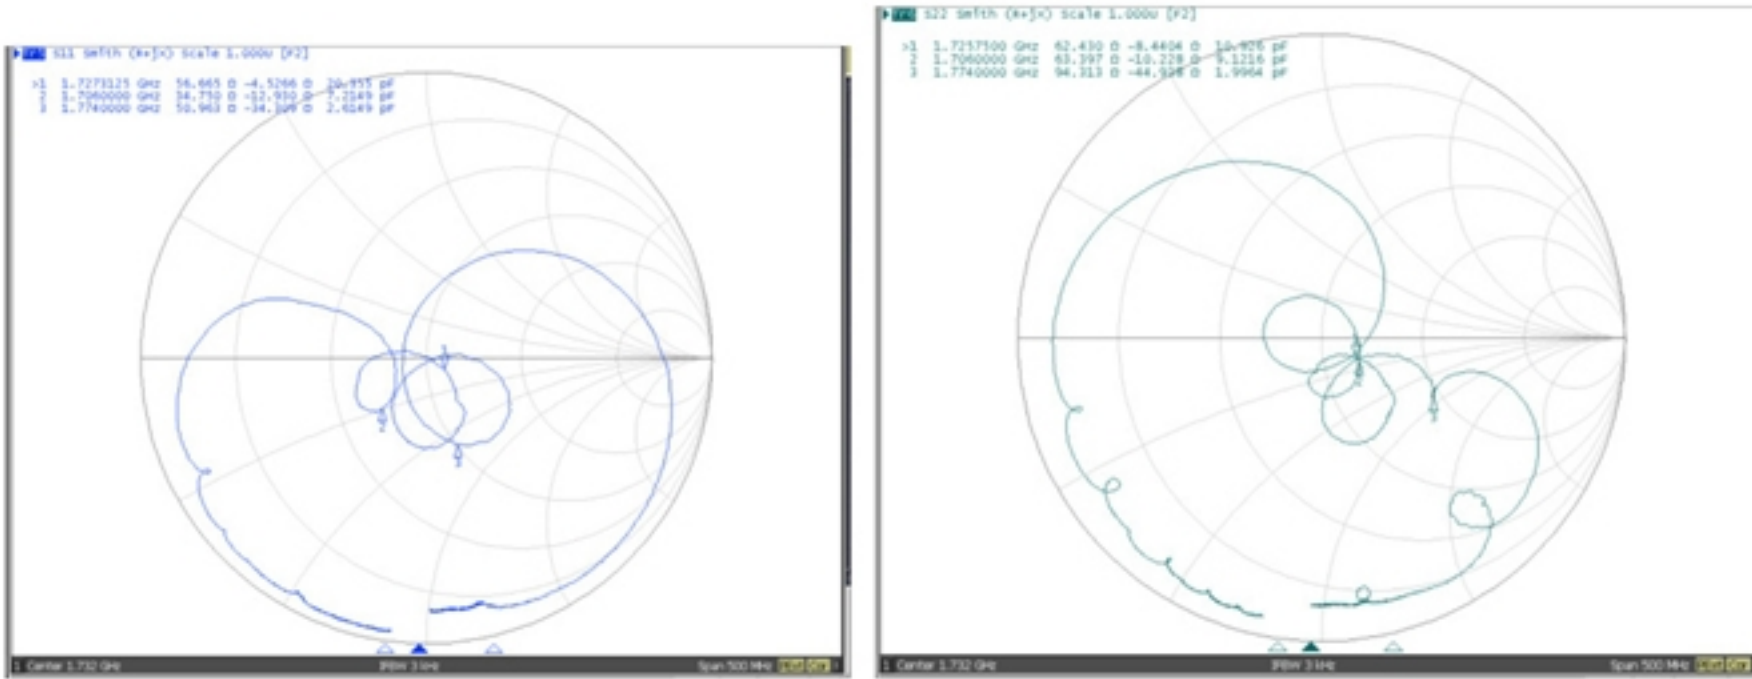 S11 Smith (R+jX) Scale 1.000U [F2]
>1 1.7273125 GHz 56.665 Ω -4.5266 Ω 20.355 pF
2 1.7060000 GHz 34.750 Ω -12.930 Ω 7.2149 pF
3 1.7740000 GHz 50.963 Ω -34.309 Ω 2.6149 pF
1 Center 1.732 GHz IFBW 3 kHz Span 500 MHz
S22 Smith (R+jX) Scale 1.000U [F2]
>1 1.7257500 GHz 62.430 Ω -8.4404 Ω 10.926 pF
2 1.7060000 GHz 63.397 Ω -10.228 Ω 9.1216 pF
3 1.7740000 GHz 94.313 Ω -44.938 Ω 1.9964 pF
1 Center 1.732 GHz IFBW 3 kHz Span 500 MHz